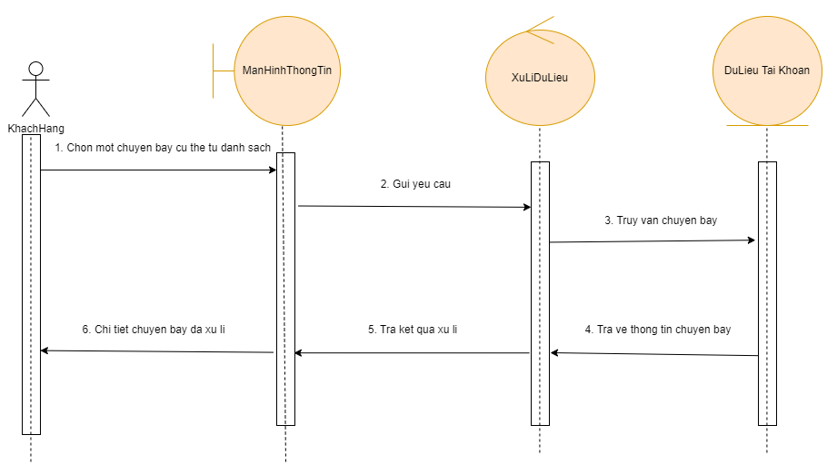 ManHinhThongTin
XuLiDuLieu
DuLieu Tai Khoan
KhachHang
1. Chon mot chuyen bay cu the tu danh sach
2. Gui yeu cau
3. Truy van chuyen bay
6. Chi tiet chuyen bay da xu li
5. Tra ket qua xu li
4. Tra ve thong tin chuyen bay